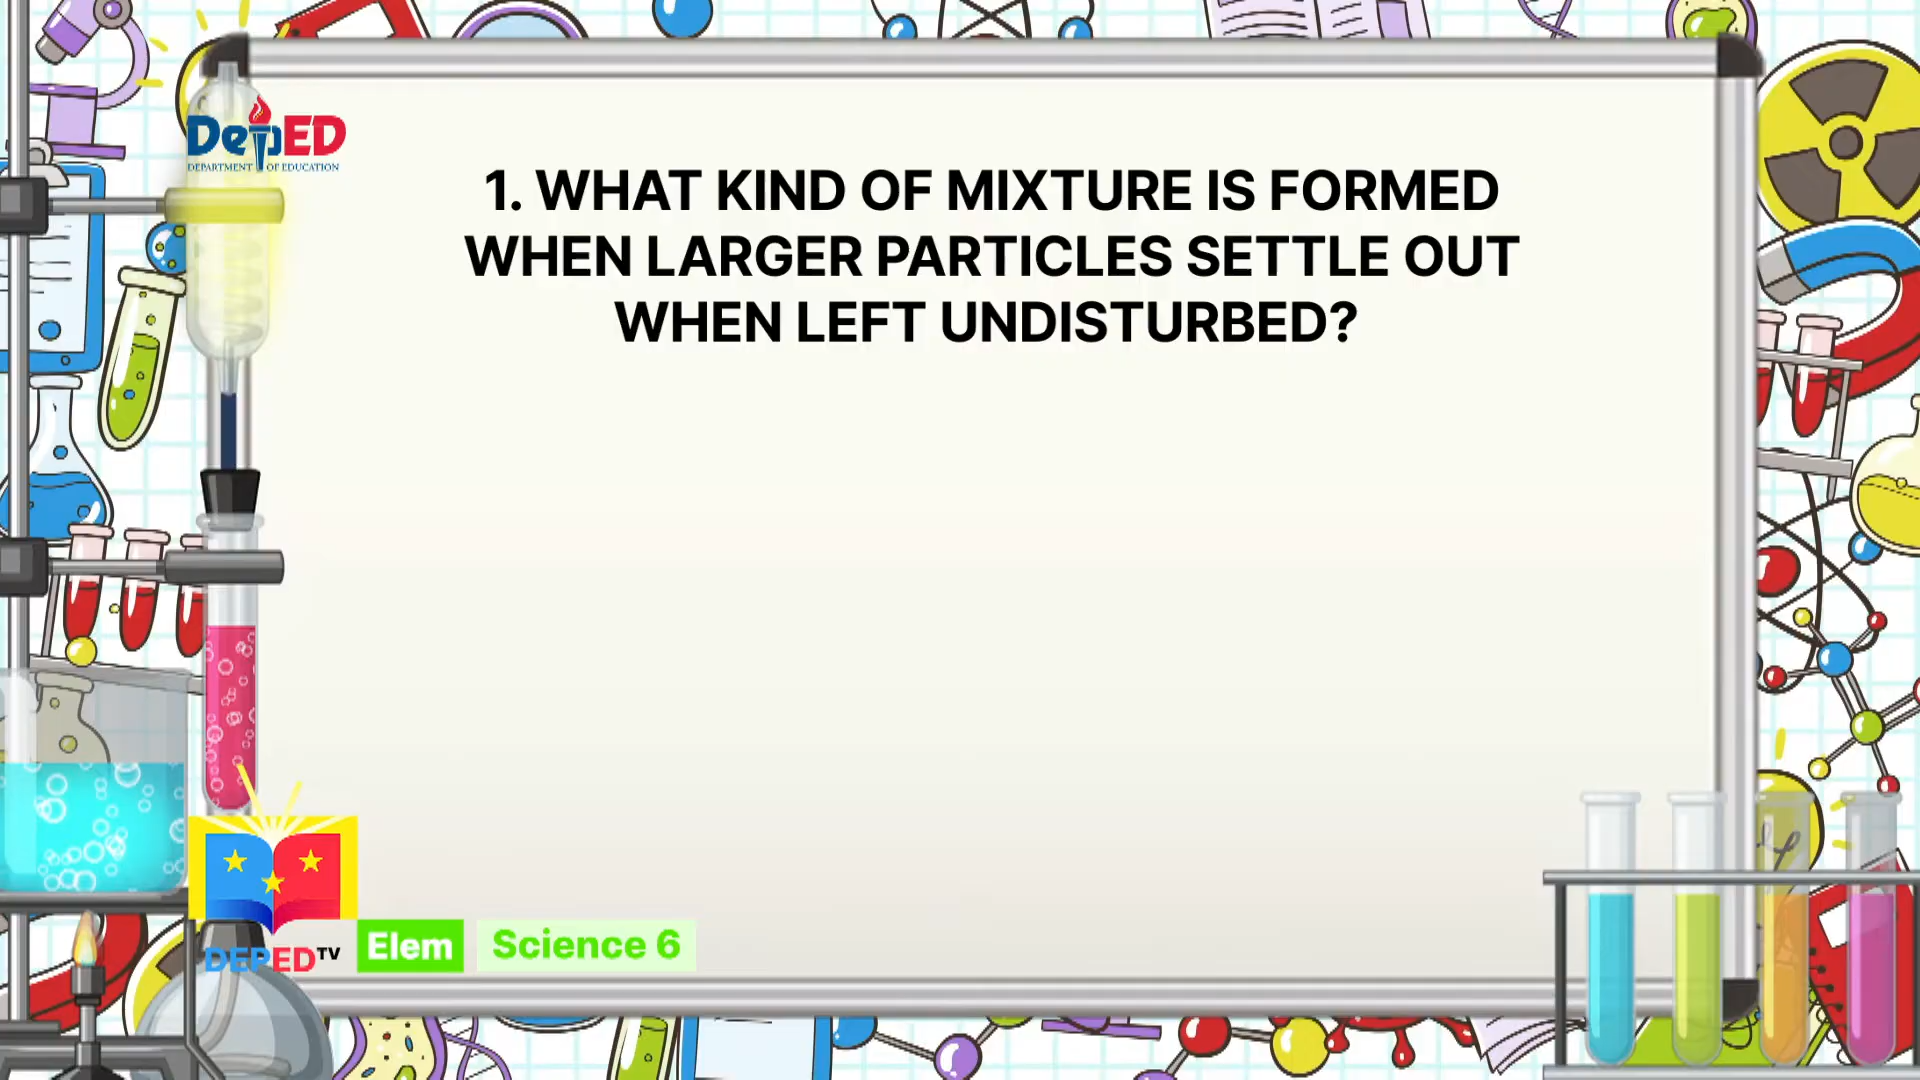 DepED
DEPARTMENT OF EDUCATION
1. WHAT KIND OF MIXTURE IS FORMED
WHEN LARGER PARTICLES SETTLE OUT
WHEN LEFT UNDISTURBED?
DEPED TV
Elem
Science 6